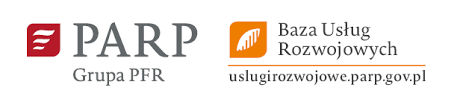 PARP
Grupa PFR
Baza Usług
Rozwojowych
uslugirozwojowe.parp.gov.pl